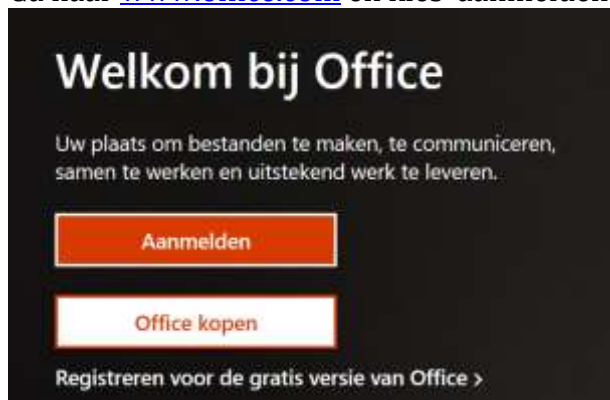 Welkom bij Office
Uw plaats om bestanden te maken, te communiceren,
samen te werken en uitstekend werk te leveren.
Aanmelden
Office kopen
Registreren voor de gratis versie van Office >